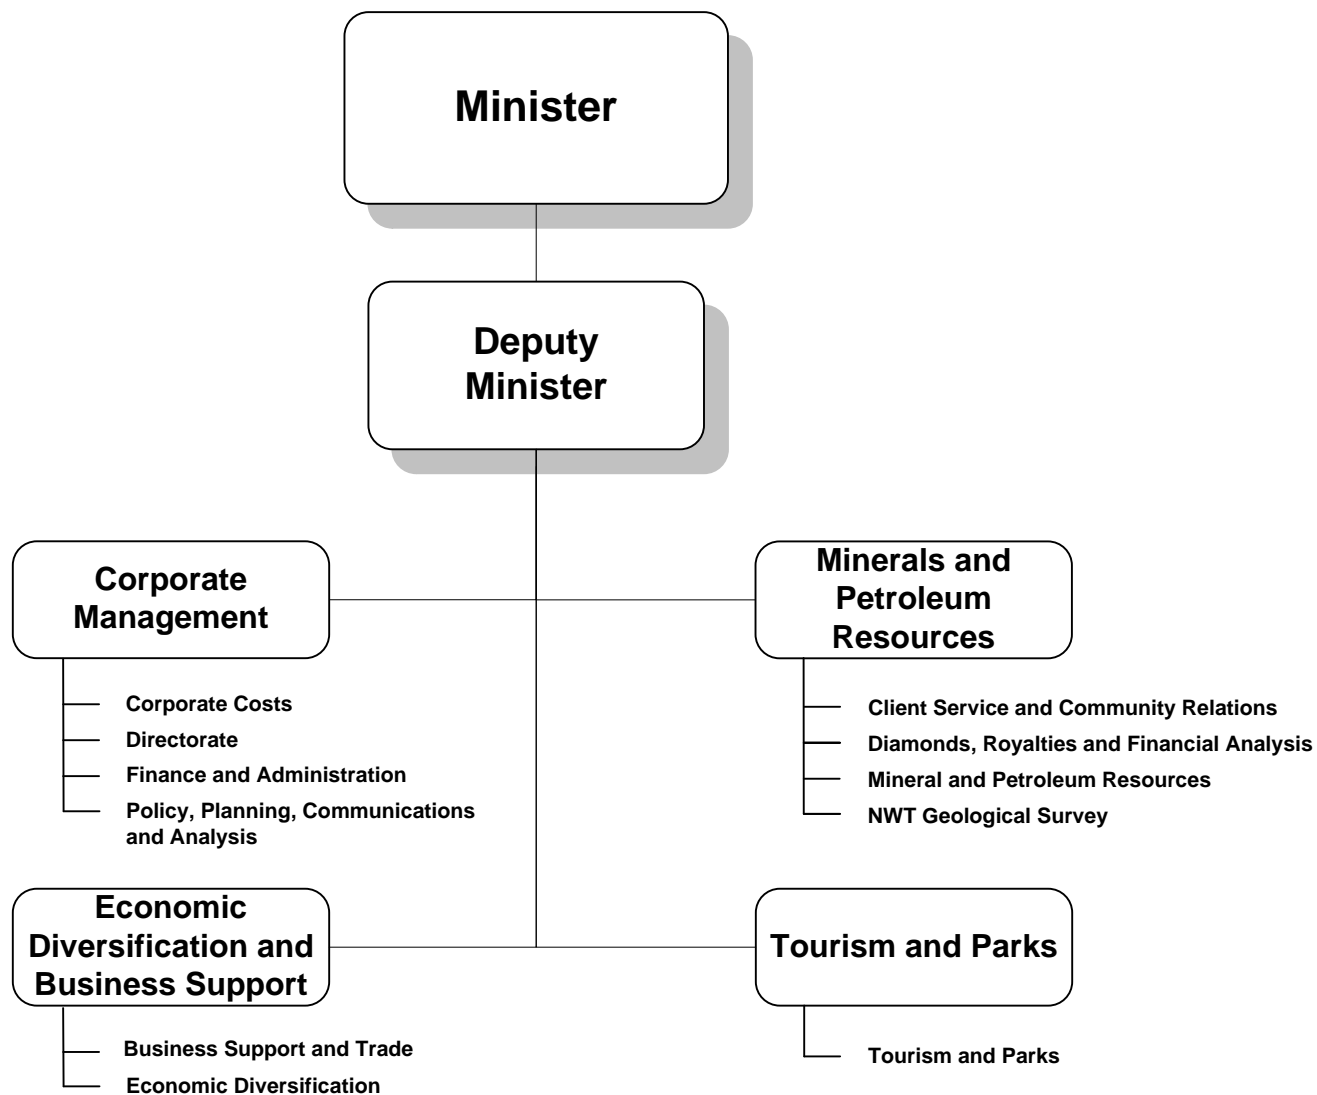 Minister
Deputy
Minister
Corporate
Management
Corporate Costs
Directorate
Finance and Administration
Policy, Planning, Communications
and Analysis
Minerals and
Petroleum
Resources
Client Service and Community Relations
Diamonds, Royalties and Financial Analysis
Mineral and Petroleum Resources
NWT Geological Survey
Economic
Diversification and
Business Support
Business Support and Trade
Economic Diversification
Tourism and Parks
Tourism and Parks